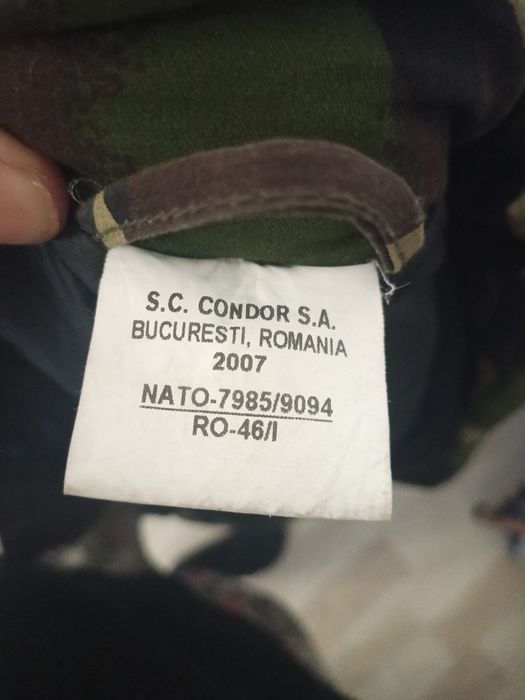 S.C. CONDOR S.A.
BUCURESTI, ROMANIA
2007
NATO-7985/9094
RO-46/I